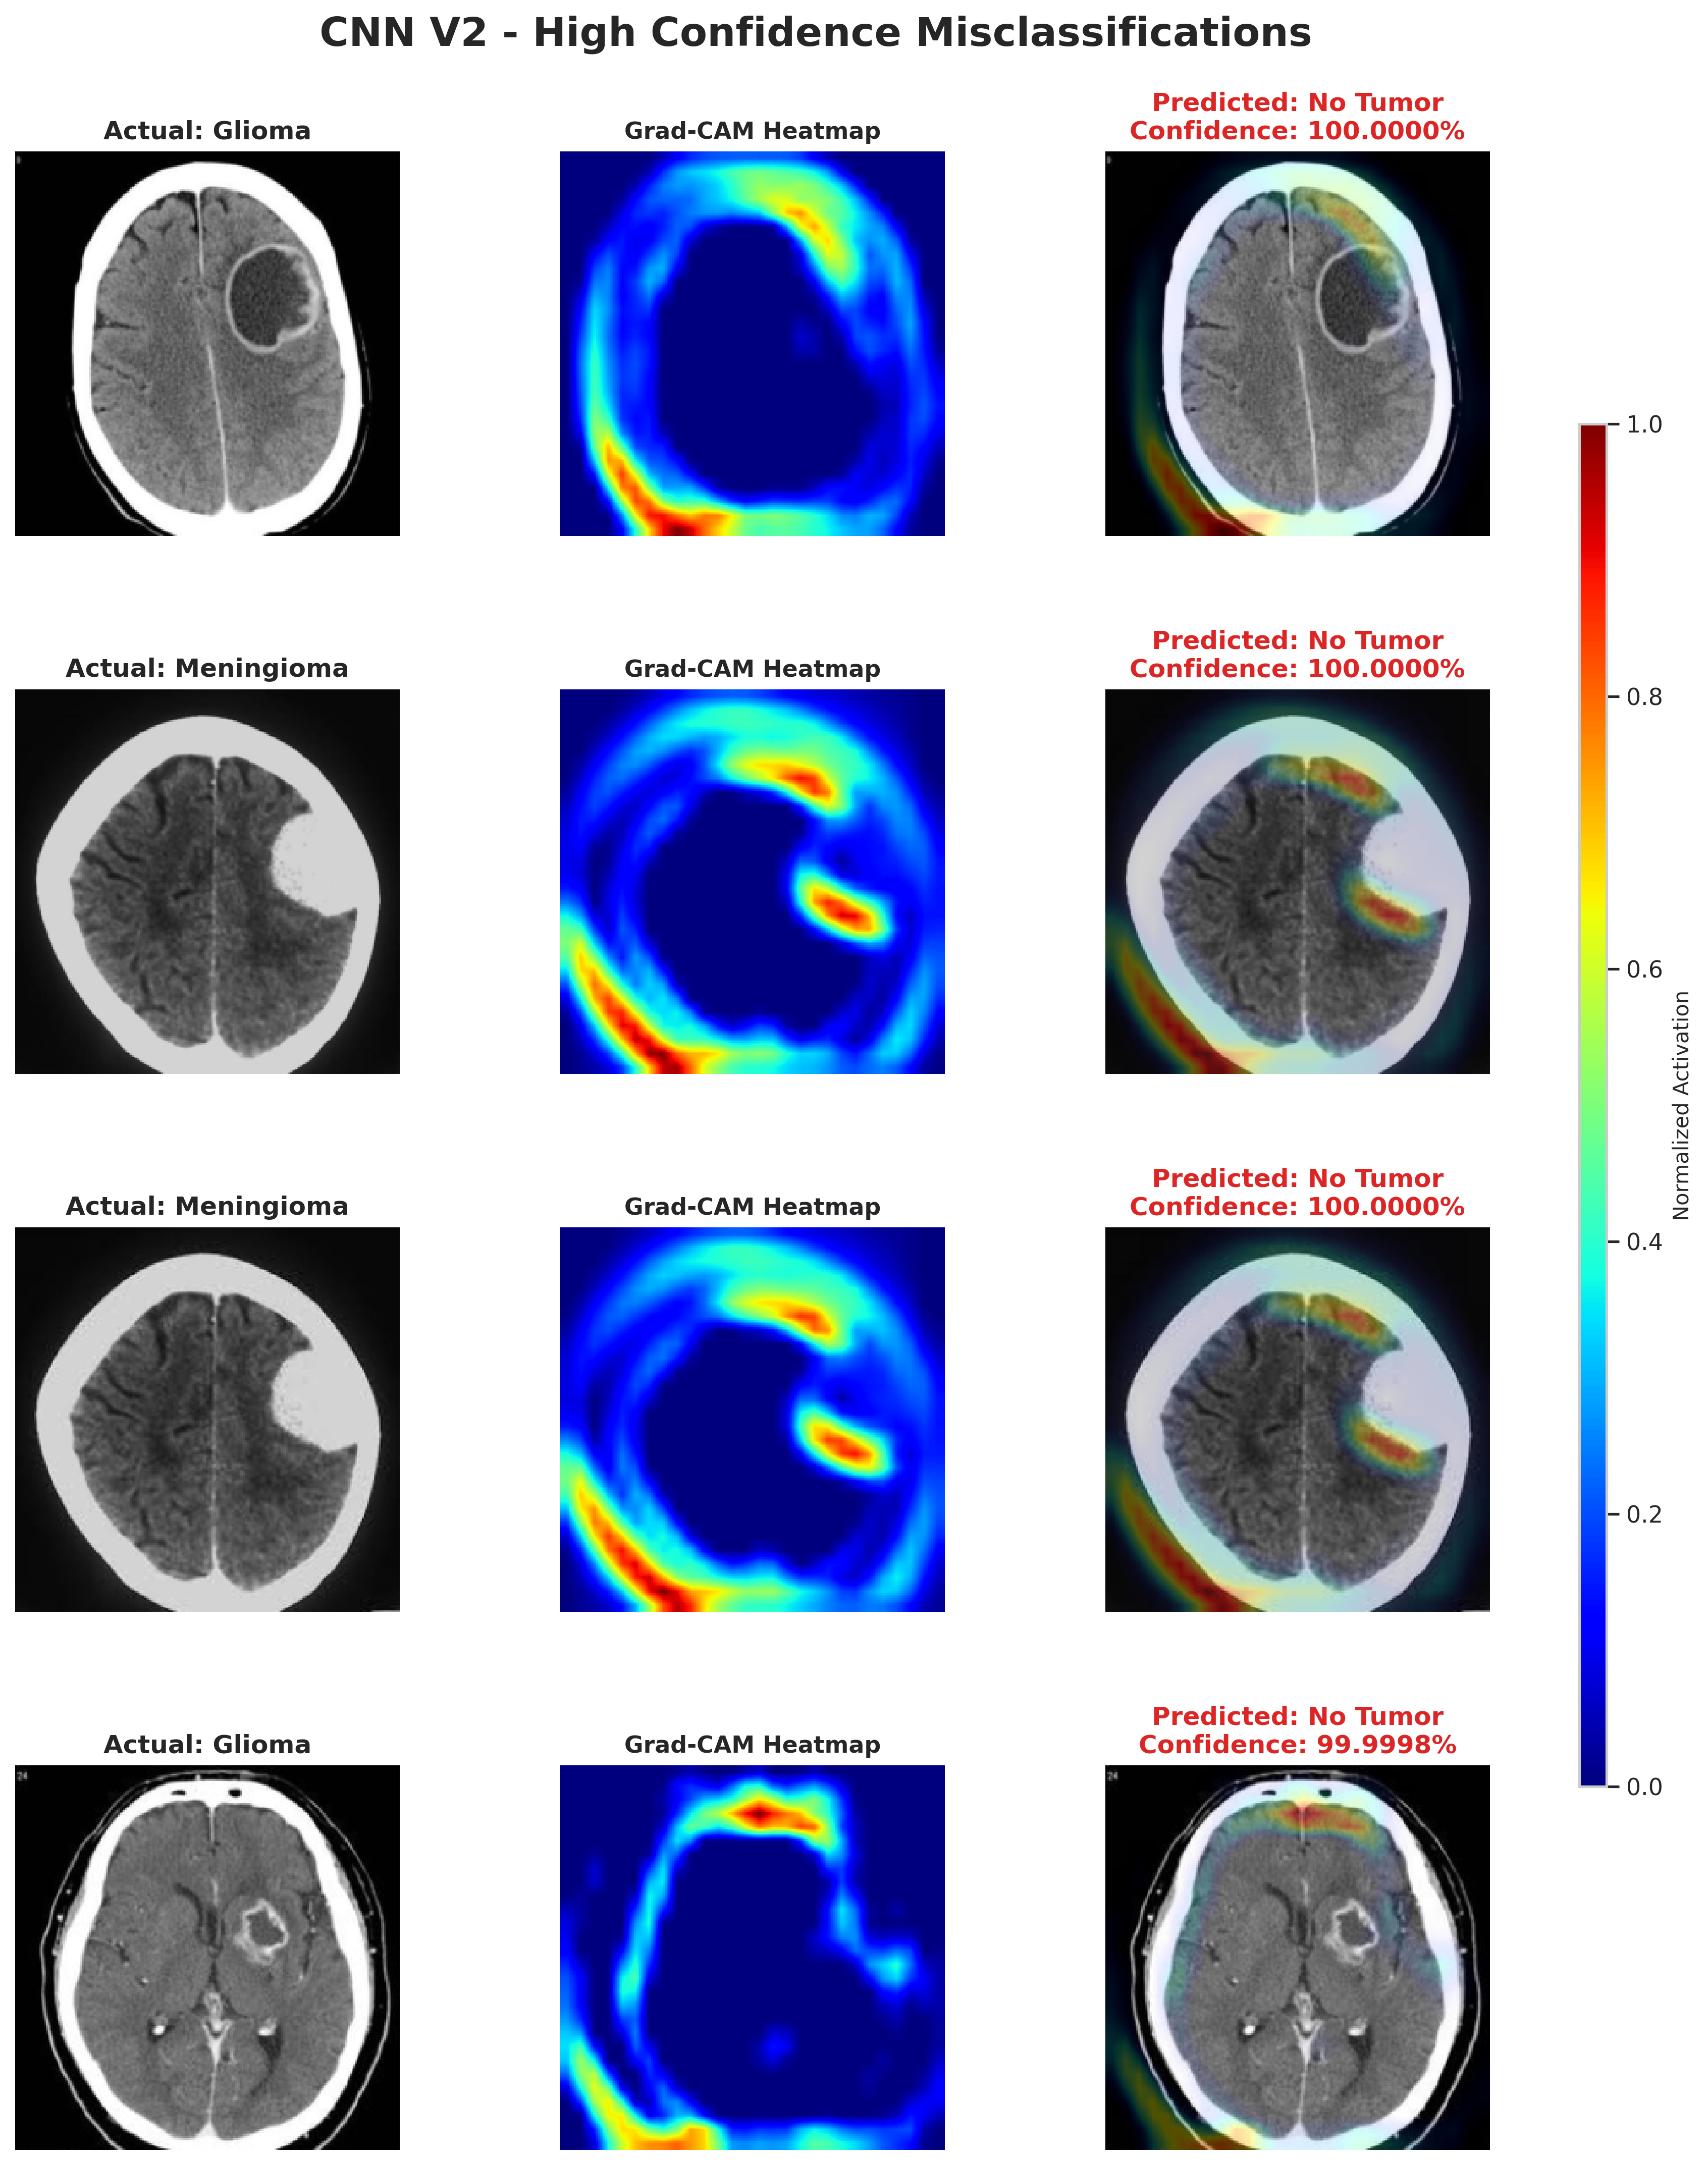 CNN V2 - High Confidence Misclassifications
Actual: Glioma
Grad-CAM Heatmap
Predicted: No Tumor
Confidence: 100.0000%
Actual: Meningioma
Grad-CAM Heatmap
Predicted: No Tumor
Confidence: 100.0000%
Actual: Meningioma
Grad-CAM Heatmap
Predicted: No Tumor
Confidence: 100.0000%
Actual: Glioma
Grad-CAM Heatmap
Predicted: No Tumor
Confidence: 99.9998%
24
24
1.0
0.8
0.6
0.4
0.2
0.0
Normalized Activation